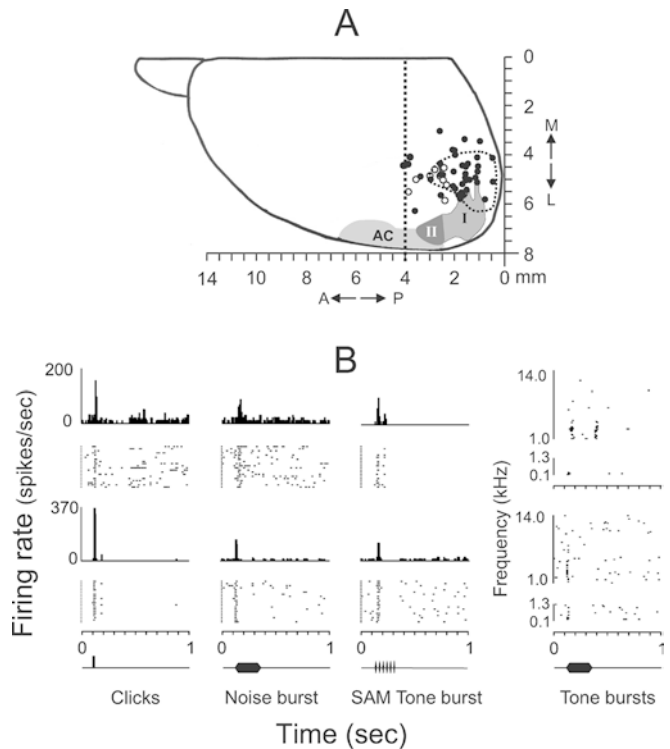 A
0
2
4
6
8
M
L
AC
II
I
14 12 10 8 6 4 2 0 mm
A P
B
Firing rate (spikes/sec)
200
0
370
0
Frequency (kHz)
14.0
1.0
1.3
0.1
14.0
1.0
1.3
0.1
0 1 0 1 0 1 0 1
Clicks Noise burst SAM Tone burst Tone bursts
Time (sec)